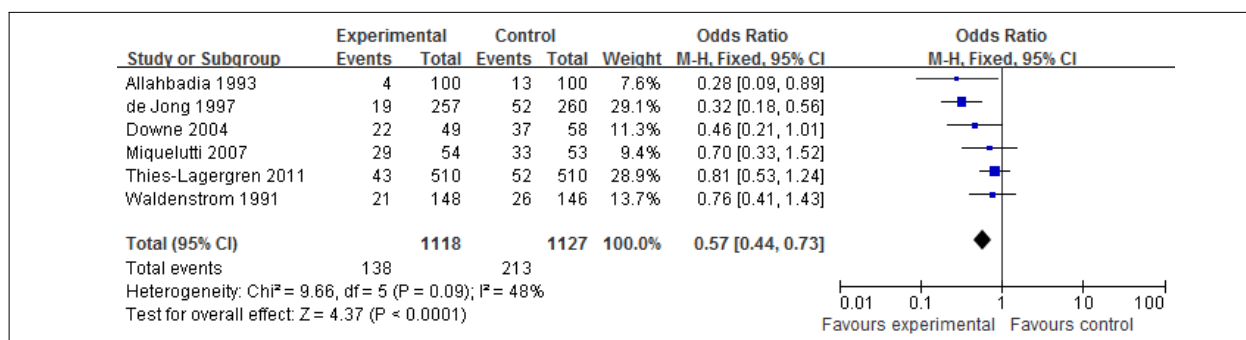 Experimental Control Odds Ratio Odds Ratio
Study or Subgroup Events Total Events Total Weight M-H, Fixed, 95% CI M-H, Fixed, 95% CI
Allahbadia 1993 4 100 13 100 7.6% 0.28 [0.09, 0.89]
de Jong 1997 19 257 52 260 29.1% 0.32 [0.18, 0.56]
Downe 2004 22 49 37 58 11.3% 0.46 [0.21, 1.01]
Miquelutti 2007 29 54 33 53 9.4% 0.70 [0.33, 1.52]
Thies-Lagergren 2011 43 510 52 510 28.9% 0.81 [0.53, 1.24]
Waldenstrom 1991 21 148 26 146 13.7% 0.76 [0.41, 1.43]
Total (95% CI) 1118 1127 100.0% 0.57 [0.44, 0.73]
Total events 138 213
Heterogeneity: Chi² = 9.66, df = 5 (P = 0.09); I² = 48%
Test for overall effect: Z = 4.37 (P < 0.0001)
0.01 0.1 1 10 100
Favours experimental Favours control